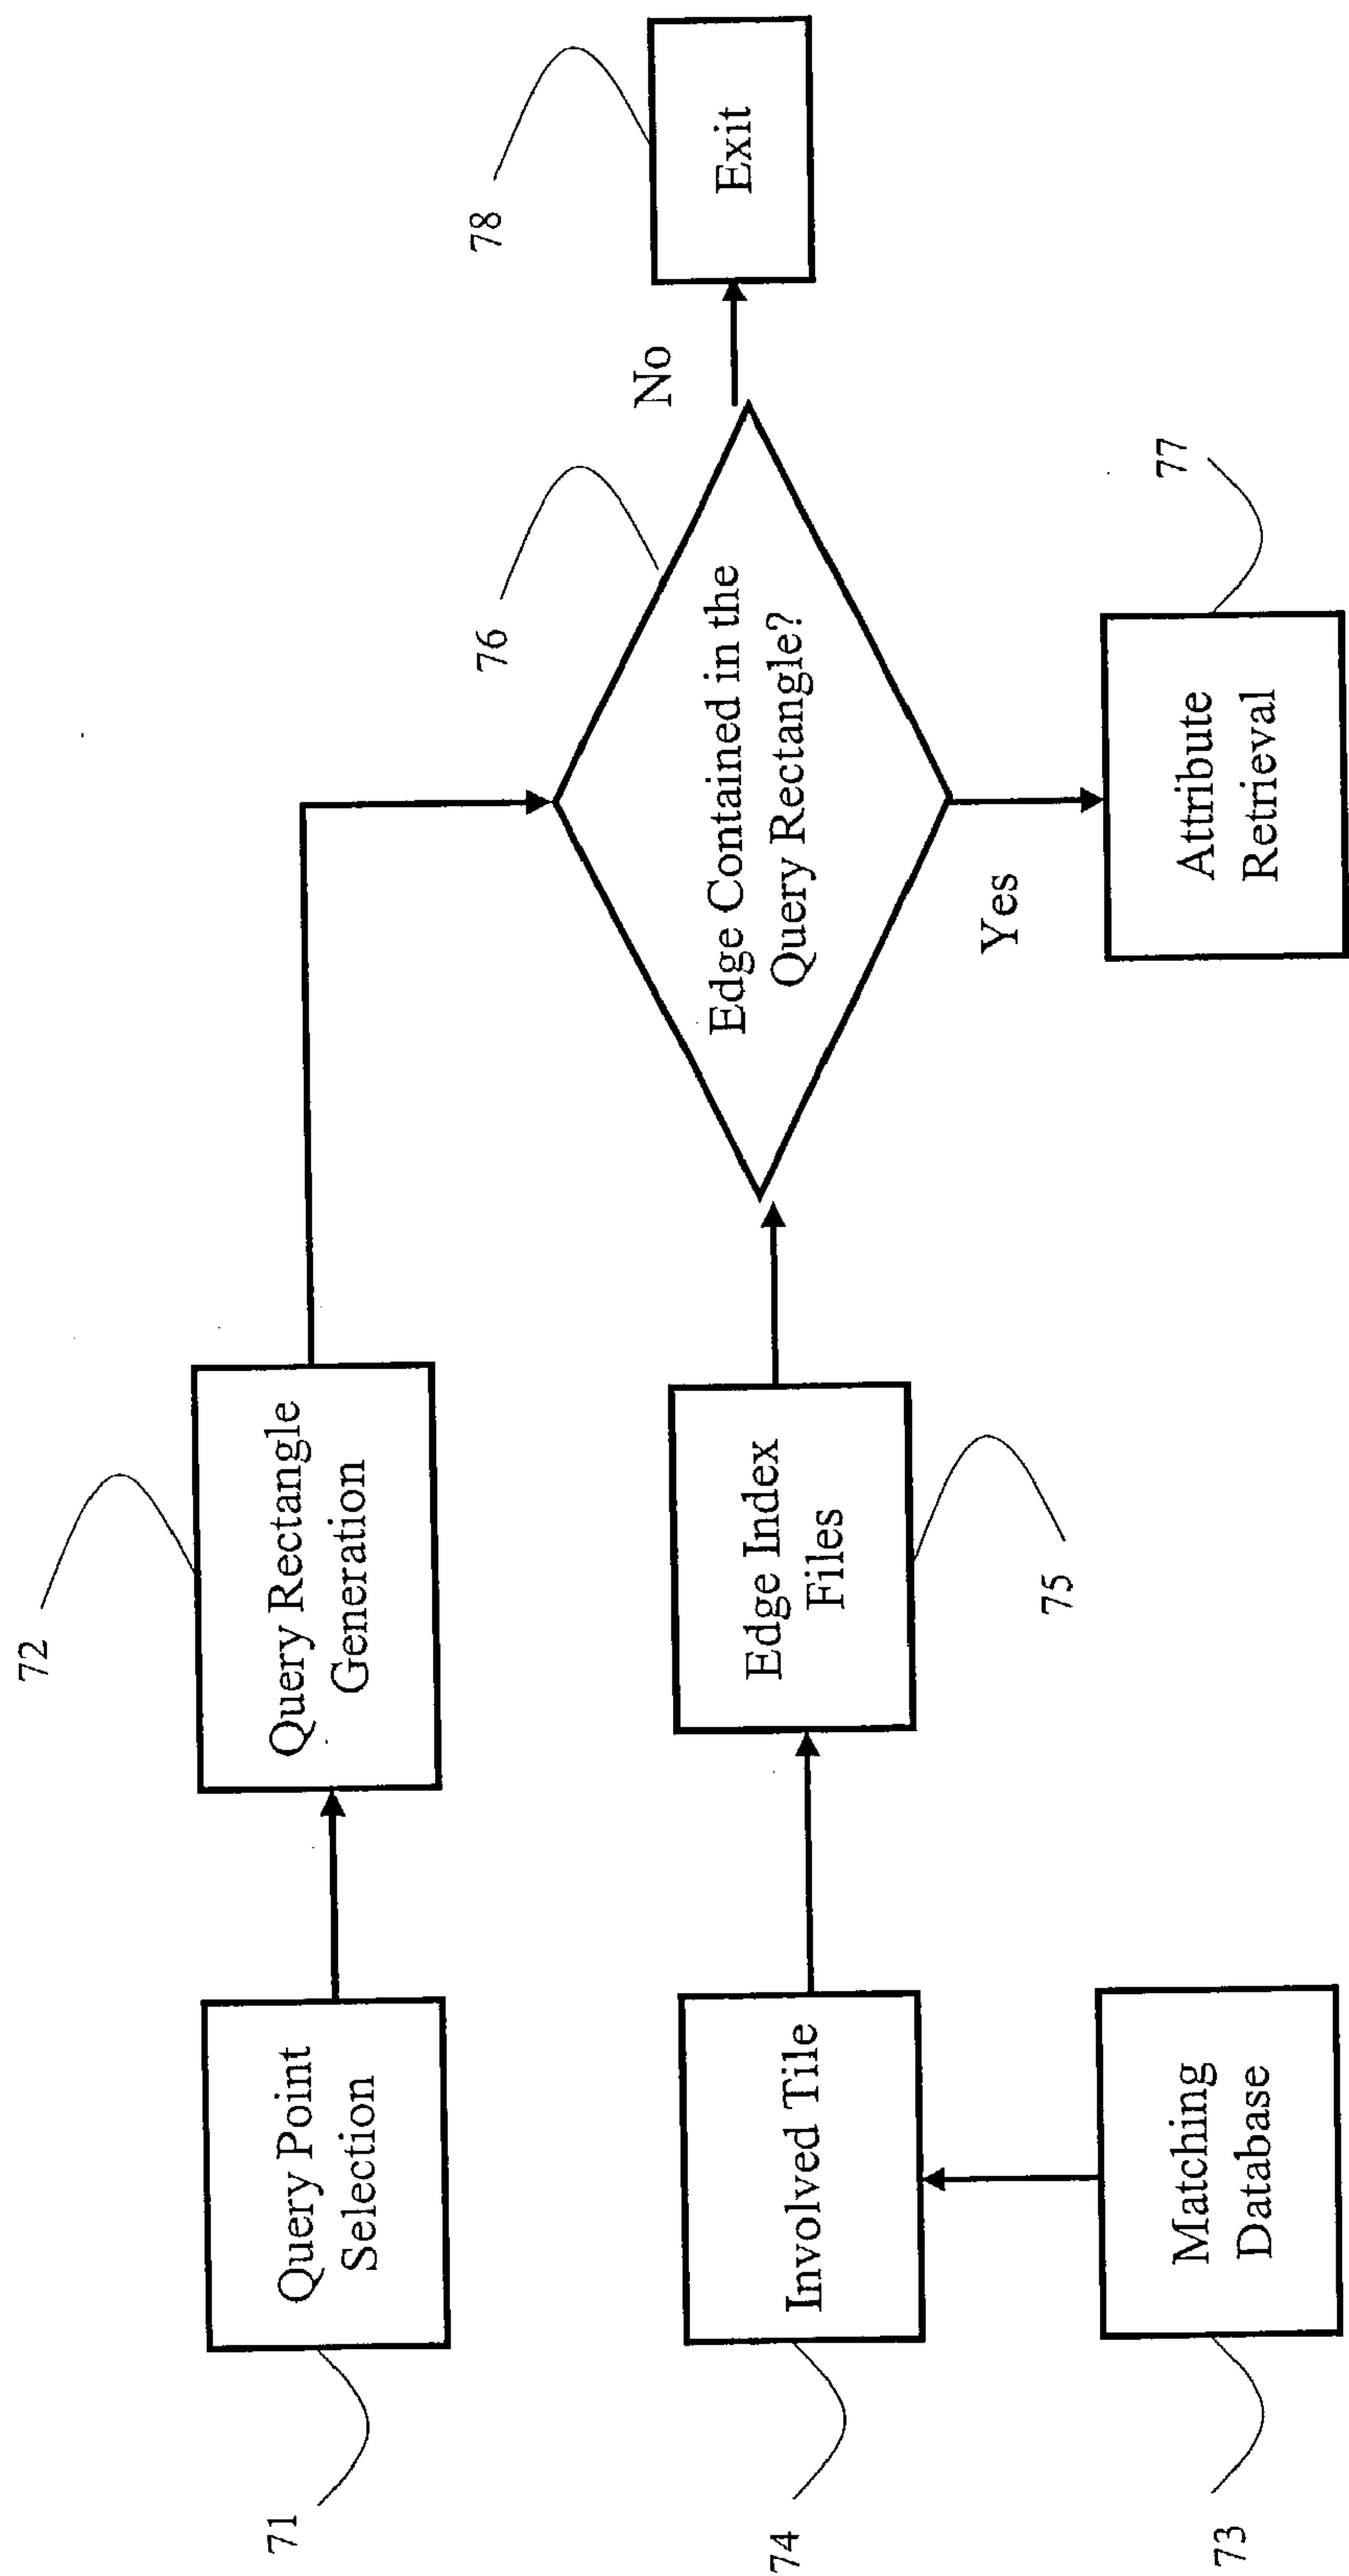 72
78
Query Point
Selection
Query Rectangle
Generation
71
76
No
Exit
Involved Tile
Edge Index
Files
Edge Contained in the
Query Rectangle?
74
75
Yes
77
Matching
Database
Attribute
Retrieval
73